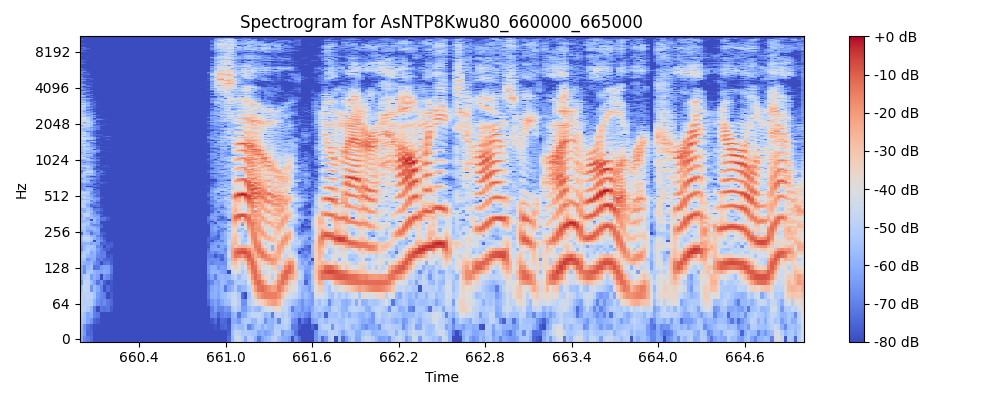 Spectrogram for AsNTP8Kwu80_660000_665000
Hz
8192
4096
2048
1024
512
256
128
64
0
660.4 661.0 661.6 662.2 662.8 663.4 664.0 664.6
Time
+0 dB
-10 dB
-20 dB
-30 dB
-40 dB
-50 dB
-60 dB
-70 dB
-80 dB